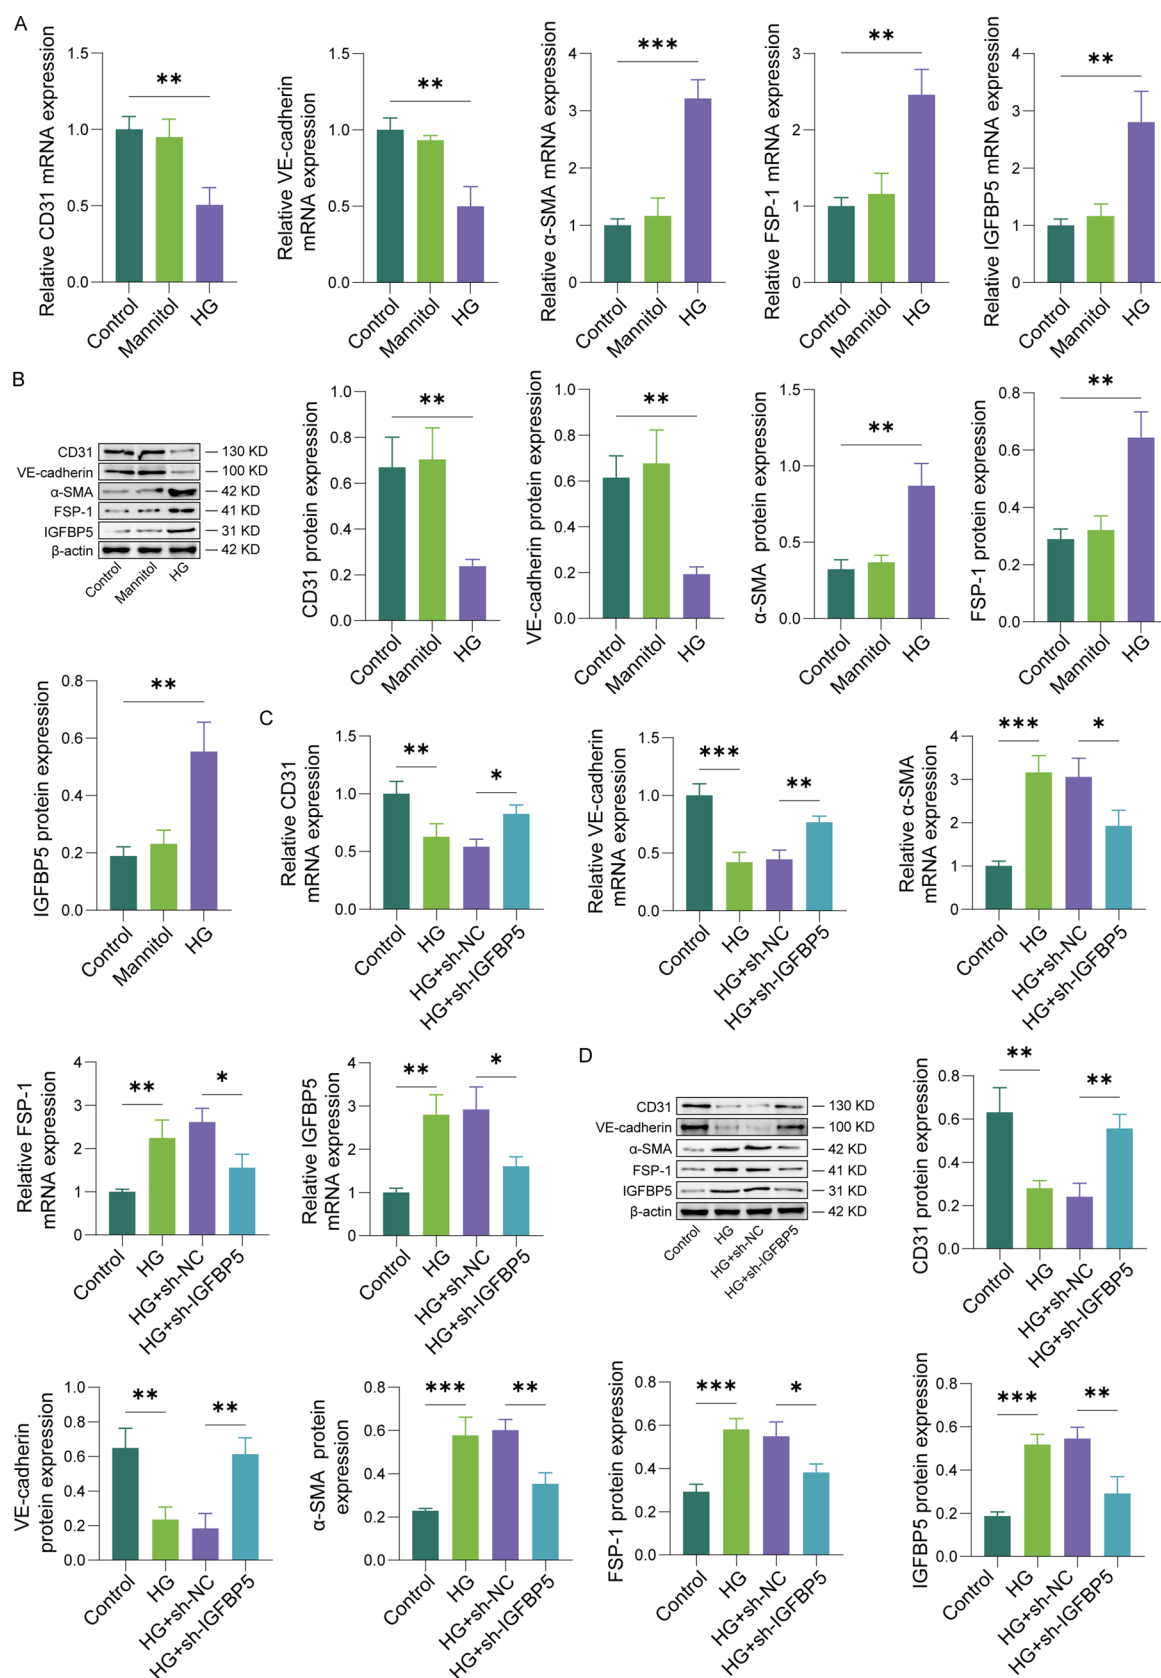 A
Relative CD31 mRNA expression
1.5
1.0
0.5
0.0
**
Control
Mannitol
HG
Relative VE-cadherin
mRNA expression
1.5
1.0
0.5
0.0
**
Control
Mannitol
HG
Relative α-SMA mRNA expression
4
3
2
1
0
***
Control
Mannitol
HG
Relative FSP-1 mRNA expression
3
2
1
0
**
Control
Mannitol
HG
Relative IGFBP5 mRNA expression
4
3
2
1
0
**
Control
Mannitol
HG
B
CD31
VE-cadherin
α-SMA
FSP-1
IGFBP5
β-actin
130 KD
100 KD
42 KD
41 KD
31 KD
42 KD
Control
Mannitol
HG
CD31 protein expression
1.0
0.8
0.6
0.4
0.2
0.0
**
Control
Mannitol
HG
VE-cadherin protein expression
1.0
0.8
0.6
0.4
0.2
0.0
**
Control
Mannitol
HG
α-SMA protein expression
1.5
1.0
0.5
0.0
**
Control
Mannitol
HG
FSP-1 protein expression
0.8
0.6
0.4
0.2
0.0
**
Control
Mannitol
HG
IGFBP5 protein expression
0.8
0.6
0.4
0.2
0.0
**
Control
Mannitol
HG
C
Relative CD31
mRNA expression
1.5
1.0
0.5
0.0
**
*
Control
HG
HG+sh-NC
HG+sh-IGFBP5
Relative VE-cadherin
mRNA expression
1.5
1.0
0.5
0.0
***
**
Control
HG
HG+sh-NC
HG+sh-IGFBP5
Relative α-SMA
mRNA expression
4
3
2
1
0
***
*
Control
HG
HG+sh-NC
HG+sh-IGFBP5
Relative FSP-1
mRNA expression
4
3
2
1
0
**
*
Control
HG
HG+sh-NC
HG+sh-IGFBP5
Relative IGFBP5
mRNA expression
4
3
2
1
0
**
*
Control
HG
HG+sh-NC
HG+sh-IGFBP5
D
CD31
VE-cadherin
α-SMA
FSP-1
IGFBP5
β-actin
130 KD
100 KD
42 KD
41 KD
31 KD
42 KD
Control
HG
HG+sh-NC
HG+sh-IGFBP5
CD31 protein expression
0.8
0.6
0.4
0.2
0.0
**
**
Control
HG
HG+sh-NC
HG+sh-IGFBP5
VE-cadherin
protein expression
1.0
0.8
0.6
0.4
0.2
0.0
**
**
Control
HG
HG+sh-NC
HG+sh-IGFBP5
α-SMA protein
expression
0.8
0.6
0.4
0.2
0.0
***
**
Control
HG
HG+sh-NC
HG+sh-IGFBP5
FSP-1 protein expression
0.8
0.6
0.4
0.2
0.0
***
*
Control
HG
HG+sh-NC
HG+sh-IGFBP5
IGFBP5 protein expression
0.8
0.6
0.4
0.2
0.0
***
**
Control
HG
HG+sh-NC
HG+sh-IGFBP5